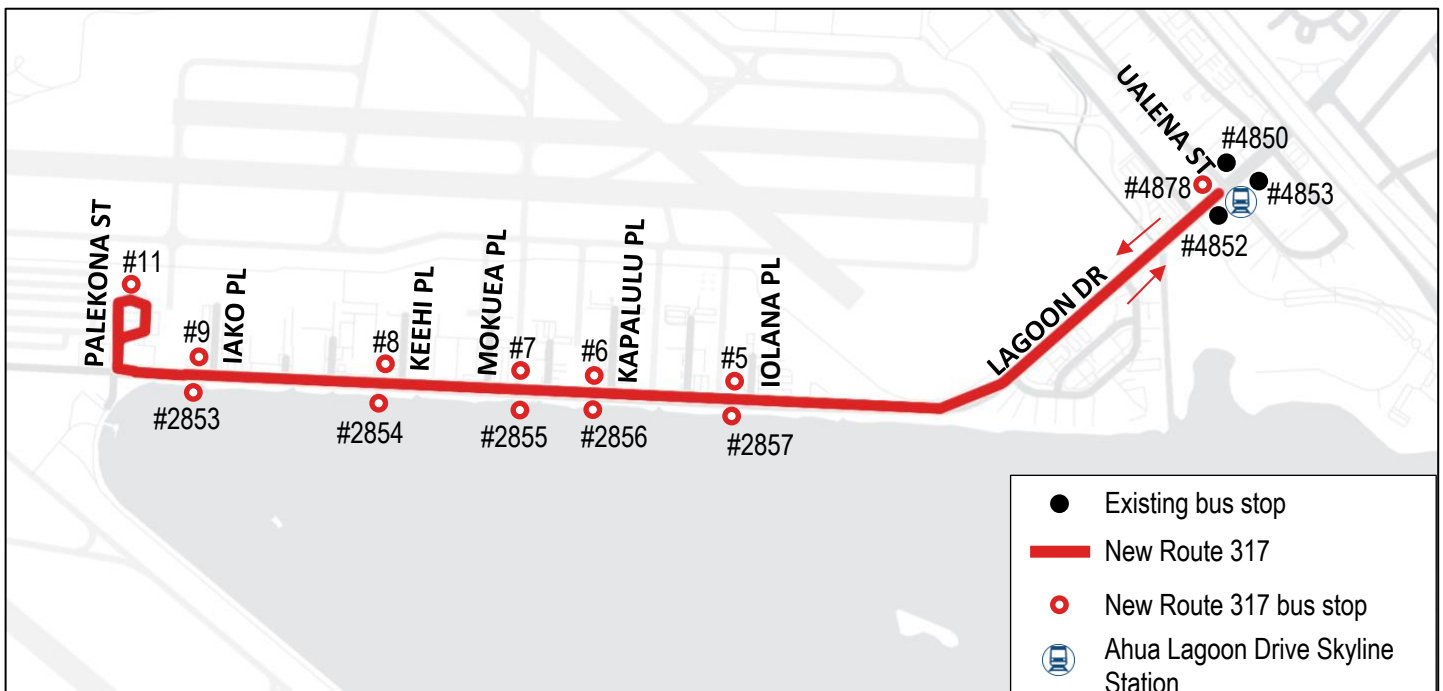 UALENA ST
#4850
#4878
#4853
#4852
PALEKONA ST
#11
IAKO PL
#9
KEEHI PL
#8
MOKUEA PL
#7
KAPALULU PL
#6
IOLANA PL
#5
LAGOON DR
#2853
#2854
#2855
#2856
#2857
Existing bus stop
New Route 317
New Route 317 bus stop
Ahua Lagoon Drive Skyline
Station